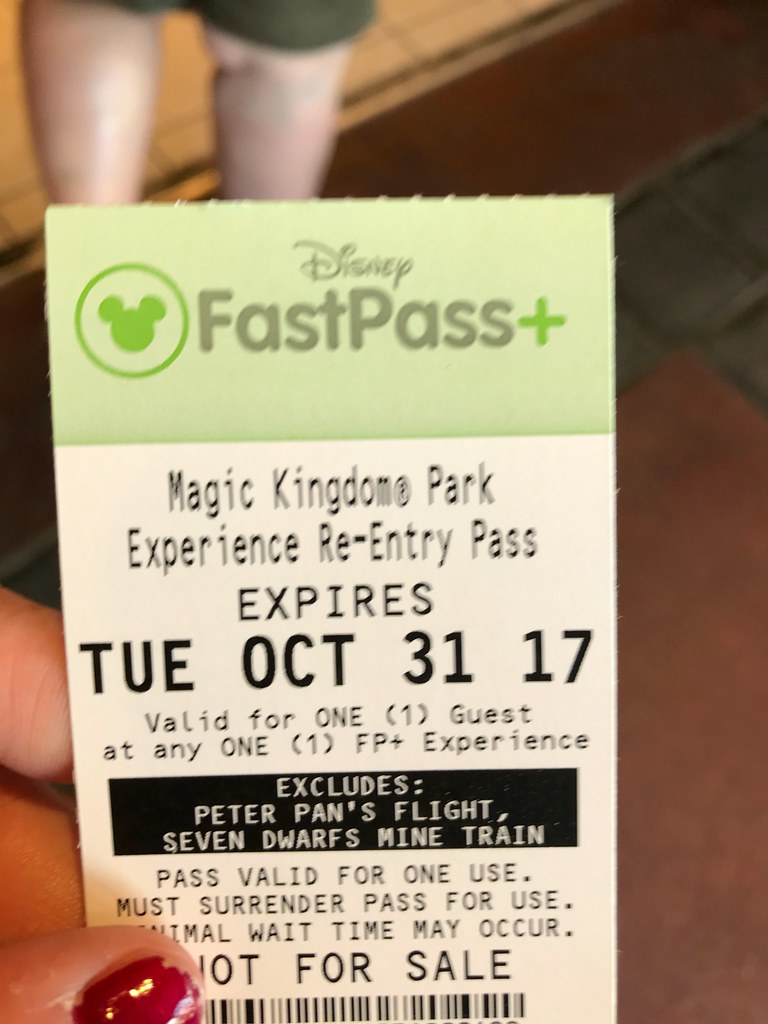 Disney
FastPass+
Magic Kingdom® Park
Experience Re-Entry Pass
EXPIRES
TUE OCT 31 17
Valid for ONE (1) Guest
at any ONE (1) FP+ Experience
EXCLUDES:
PETER PAN'S FLIGHT,
SEVEN DWARFS MINE TRAIN
PASS VALID FOR ONE USE.
MUST SURRENDER PASS FOR USE.
WAIT TIME MAY OCCUR.
FOR SALE